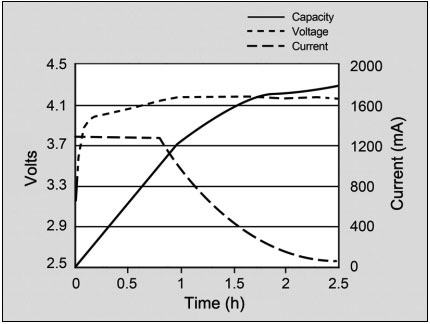 Capacity
Voltage
Current
4.5
4.1
3.7
3.3
2.9
2.5
Volts
2000
1600
1200
800
400
0
Current (mA)
0 0.5 1 1.5 2 2.5
Time (h)